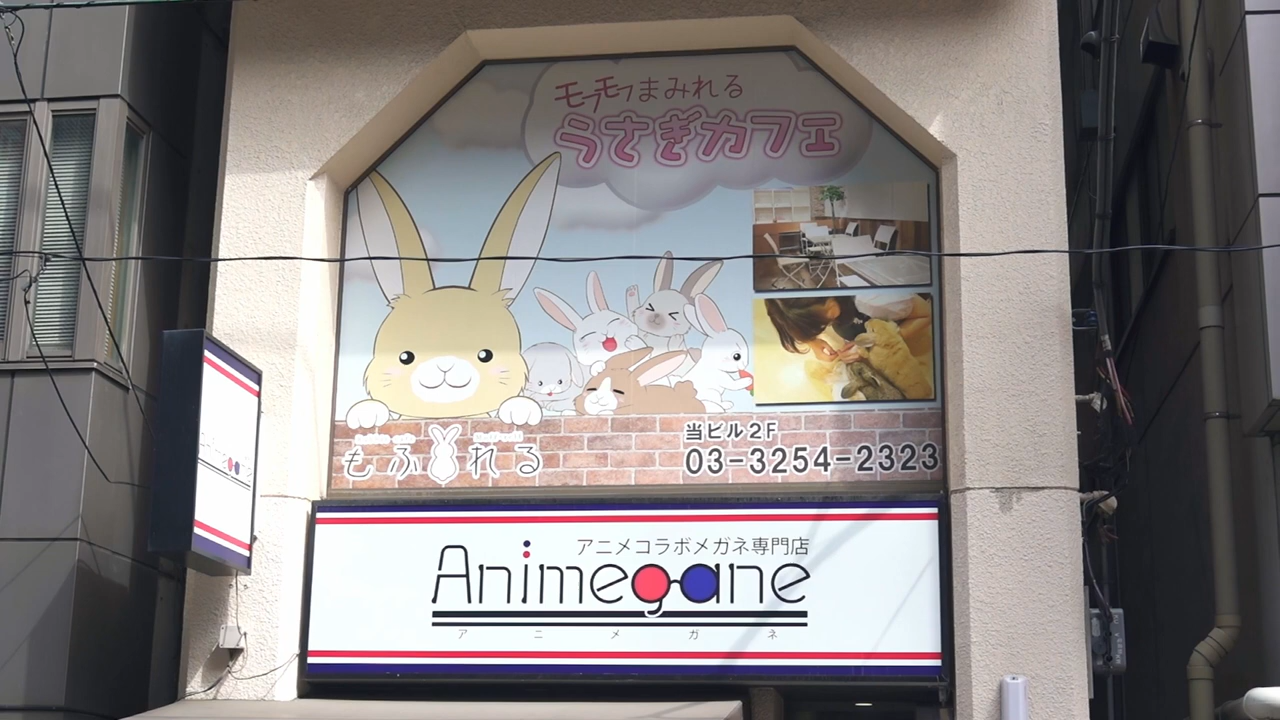 モフモフまみれる
うさぎカフェ
もふれる
当ビル2F
03-3254-2323
アニメコラボメガネ専門店
Animegane
アニメガネ